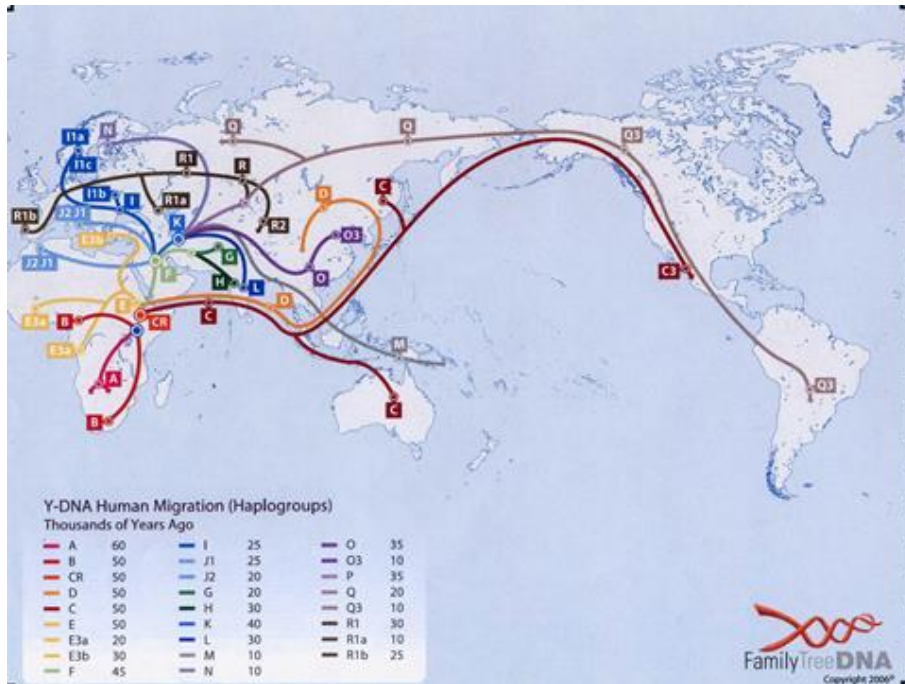 I1a
N
Q
Q
Q3
I1c
R1
R
I1b
I
R1a
D
C
J2 J1
R1b
R2
K
O3
E3b
J2 J1
F
G
O
H
L
C3
E
D
C
E3a
B
CR
M
E3a
A
Q3
C
B
Y-DNA Human Migration (Haplogroups)
Thousands of Years Ago
A 60 I 25 O 35
B 50 J1 25 O3 10
CR 50 J2 20 P 35
D 50 G 20 Q 20
C 50 H 30 Q3 10
E 50 K 40 R1 30
E3a 20 L 30 R1a 10
E3b 30 M 10 R1b 25
F 45 N 10
FamilyTreeDNA
Copyright 2006©